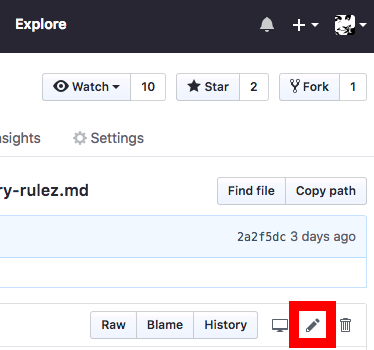 Explore
Watch 10
Star 2
Fork 1
nsights
Settings
ry-rulez.md
Find file
Copy path
2a2f5dc 3 days ago
Raw
Blame
History